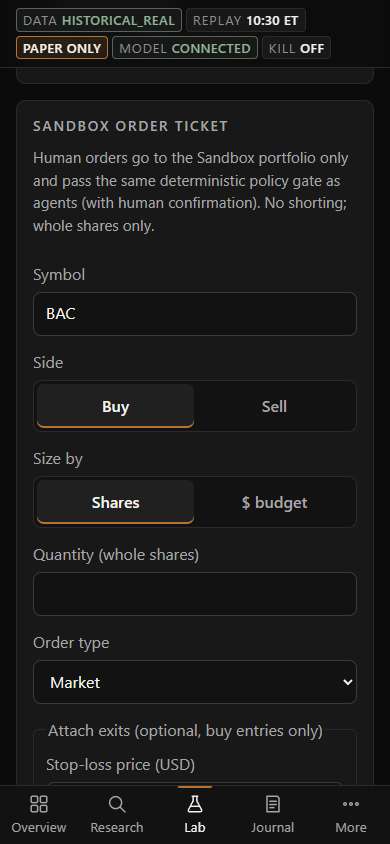 DATA HISTORICAL_REAL REPLAY 10:30 ET
PAPER ONLY MODEL CONNECTED KILL OFF
SANDBOX ORDER TICKET
Human orders go to the Sandbox portfolio only
and pass the same deterministic policy gate as
agents (with human confirmation). No shorting;
whole shares only.
Symbol
BAC
Side
Buy Sell
Size by
Shares $ budget
Quantity (whole shares)
Order type
Market
Attach exits (optional, buy entries only)
Stop-loss price (USD)
Overview Research Lab Journal More